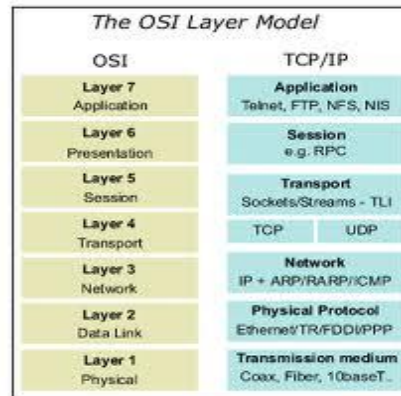 The OSI Layer Model
OSI
Layer 7
Application
Layer 6
Presentation
Layer 5
Session
Layer 4
Transport
Layer 3
Network
Layer 2
Data Link
Layer 1
Physical
TCP/IP
Application
Telnet, FTP, NFS, NIS
Session
e.g. RPC
Transport
Sockets/Streams - TLI
TCP
UDP
Network
IP + ARP/RARP/ICMP
Physical Protocol
Ethernet/TR/FDDI/PPP
Transmission medium
Coax, Fiber, 10baseT..